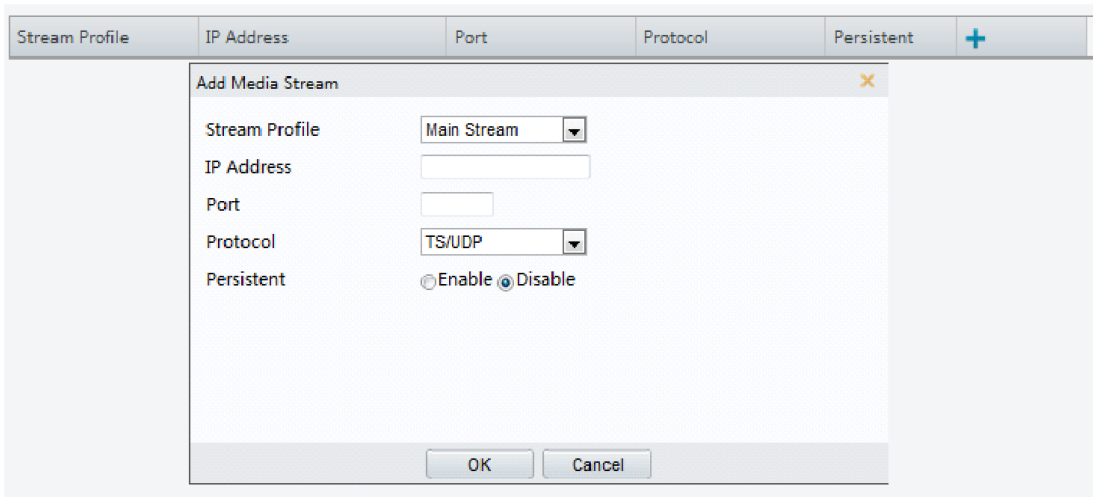 Stream Profile IP Address Port Protocol Persistent
Add Media Stream
Stream Profile Main Stream
IP Address
Port
Protocol TS/UDP
Persistent Enable Disable
OK Cancel